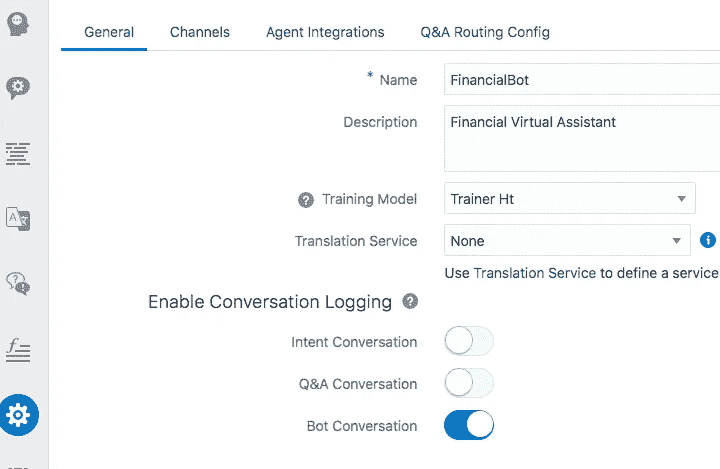 General Channels Agent Integrations Q&A Routing Config
* Name FinancialBot
Description Financial Virtual Assistant
? Training Model Trainer Ht
Translation Service None i
Use Translation Service to define a service
Enable Conversation Logging ?
Intent Conversation
Q&A Conversation
Bot Conversation